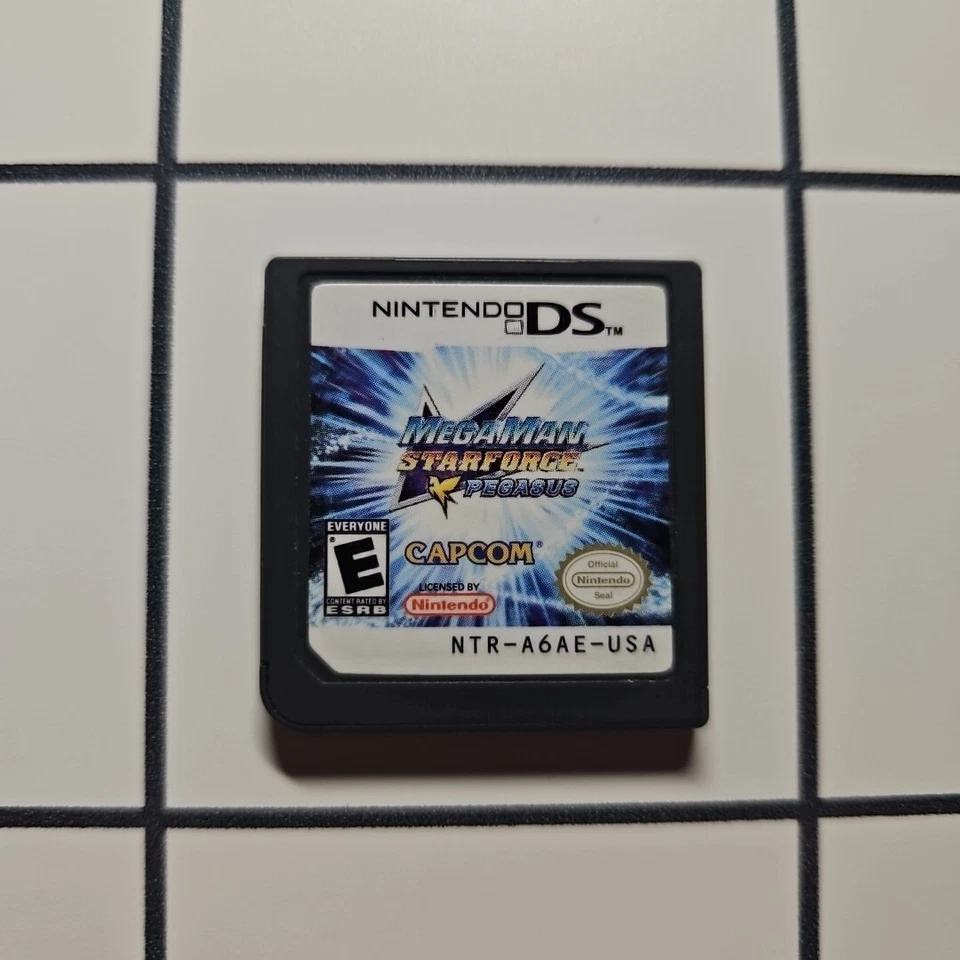 NINTENDO DS™
MEGAMAN
STARFORCE™
PEGASUS
EVERYONE
E®
CONTENT RATED BY
ESRB
CAPCOM®
LICENSED BY
Nintendo®
Official
Nintendo
Seal
NTR-A6AE-USA